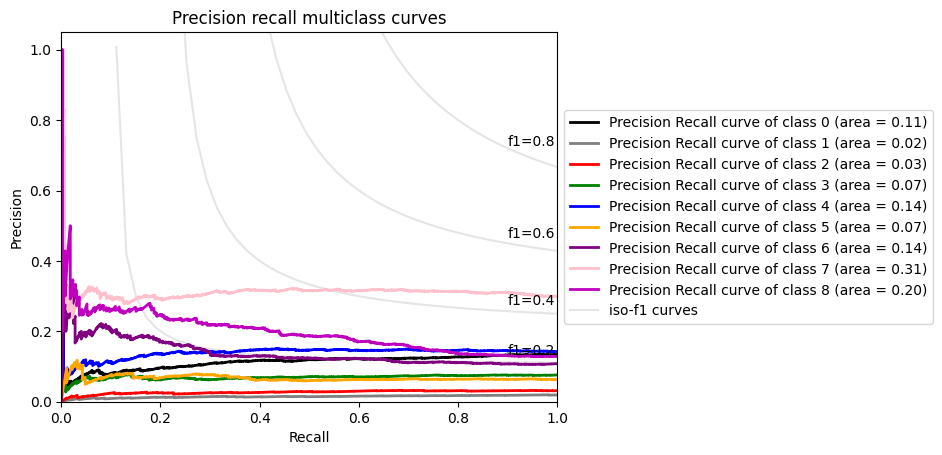 Precision recall multiclass curves
1.0
0.8
0.6
0.4
0.2
0.0
Precision
f1=0.8
f1=0.6
f1=0.4
f1=0.2
0.0 0.2 0.4 0.6 0.8 1.0
Recall
Precision Recall curve of class 0 (area = 0.11)
Precision Recall curve of class 1 (area = 0.02)
Precision Recall curve of class 2 (area = 0.03)
Precision Recall curve of class 3 (area = 0.07)
Precision Recall curve of class 4 (area = 0.14)
Precision Recall curve of class 5 (area = 0.07)
Precision Recall curve of class 6 (area = 0.14)
Precision Recall curve of class 7 (area = 0.31)
Precision Recall curve of class 8 (area = 0.20)
iso-f1 curves